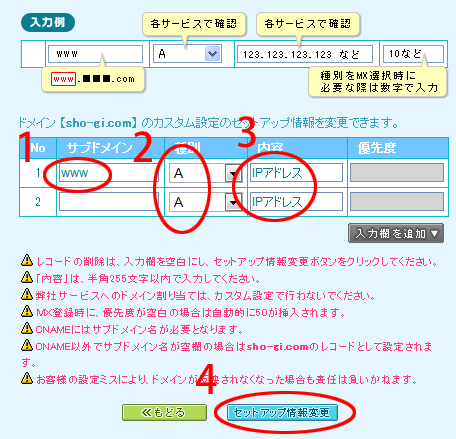 入力例
各サービスで確認
各サービスで確認
www
A
123.123.123.123 など
10など
www.■■■.com
種別をMX選択時に
必要な際は数字で入力
ドメイン【sho-gi.com】のカスタム設定のセットアップ情報を変更できます。
1 2 3
No サブドメイン 種別 内容 優先度
1 www A IPアドレス
2 A IPアドレス
入力欄を追加▼
レコードの削除は、入力欄を空白にし、セットアップ情報変更ボタンをクリックしてください。
「内容」は、半角255文字以内で入力してください。
弊社サービスへのドメイン割り当ては、カスタム設定で行わないでください。
MX登録時に、優先度が空白の場合は自動的に50が挿入されます。
CNAMEにはサブドメイン名が必要となります。
CNAME以外でサブドメイン名が空欄の場合はsho-gi.comのレコードとして設定されま
す。
お客様の設定ミスにより、ドメインが反映されなくなった場合も責任は負いかねます。
4
≪もどる
セットアップ情報変更